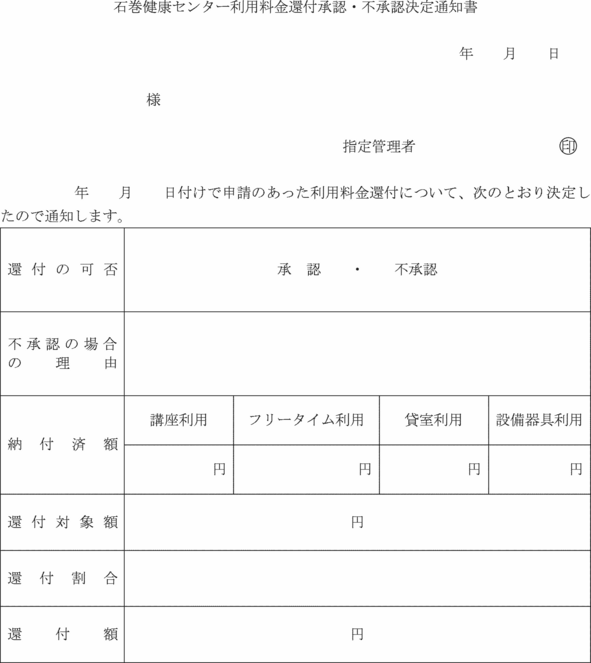 石巻健康センター利用料金還付承認・不承認決定通知書
年　　月　　日
様
指定管理者　　　　　　　　　　㊞
年　　月　　日付けで申請のあった利用料金還付について、次のとおり決定し
たので通知します。
還付の可否
承　認　　・　　不承認
不承認の場合
の理由
納付済額
講座利用
フリータイム利用
貸室利用
設備器具利用
円
円
円
円
還付対象額
円
還付割合
還付額
円